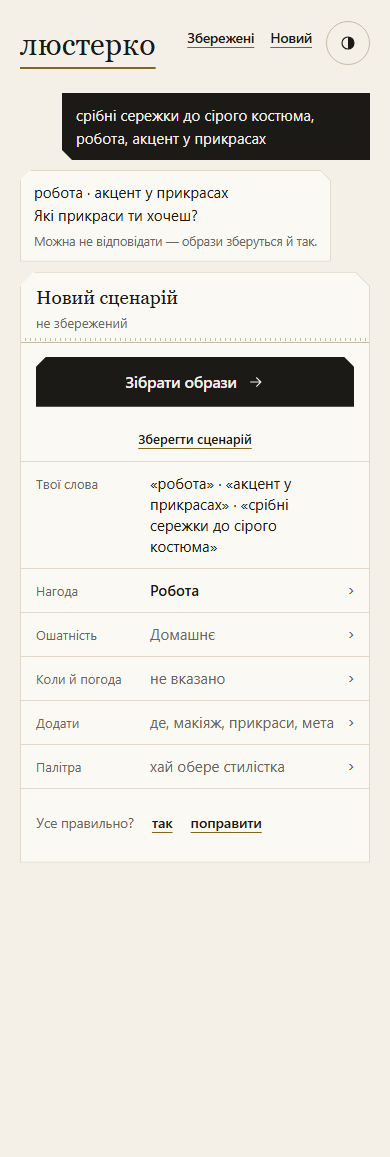 люстерко
Збережені
Новий
срібні сережки до сірого костюма,
робота, акцент у прикрасах
робота · акцент у прикрасах
Які прикраси ти хочеш?
Можна не відповідати — образи зберуться й так.
Новий сценарій
не збережений
Зібрати образи →
Зберегти сценарій
Твої слова
«робота» · «акцент у
прикрасах» · «срібні
сережки до сірого
костюма»
Нагода Робота
Ошатність Домашнє
Коли й погода не вказано
Додати де, макіяж, прикраси, мета
Палітра хай обере стилістка
Усе правильно? так поправити